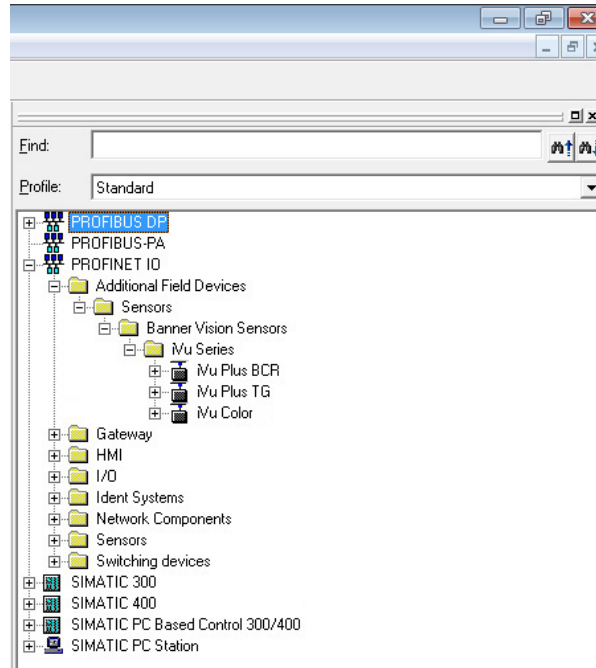 Find:
Profile: Standard
PROFIBUS DP
PROFIBUS-PA
PROFINET IO
Additional Field Devices
Sensors
Banner Vision Sensors
iVu Series
iVu Plus BCR
iVu Plus TG
iVu Color
Gateway
HMI
I/O
Ident Systems
Network Components
Sensors
Switching devices
SIMATIC 300
SIMATIC 400
SIMATIC PC Based Control 300/400
SIMATIC PC Station